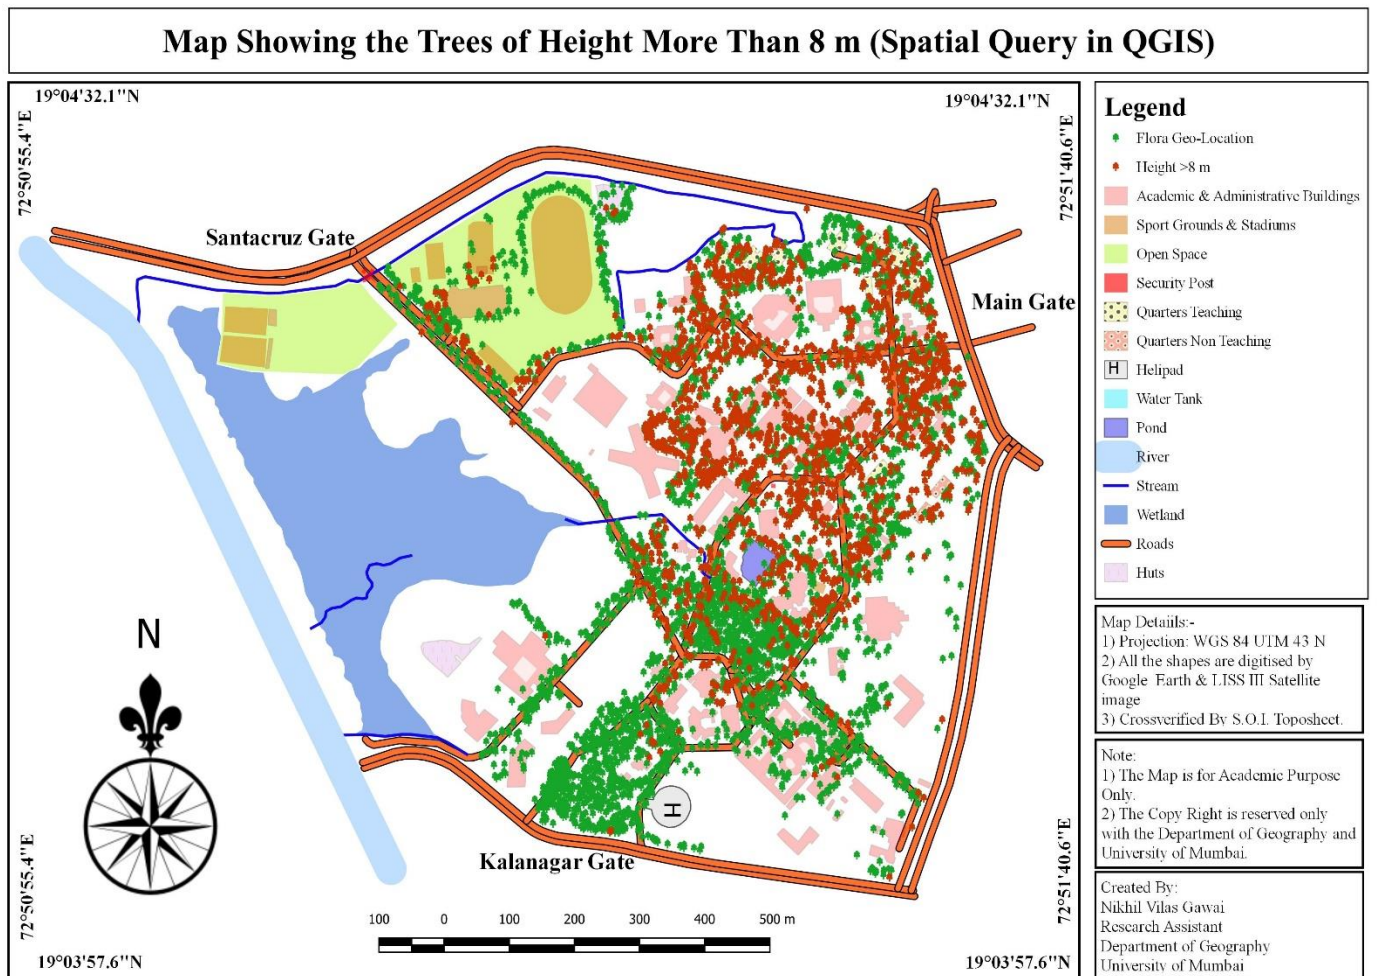 Map Showing the Trees of Height More Than 8 m (Spatial Query in QGIS)
19°04'32.1"N
19°04'32.1"N
72°50'55.4"E
72°51'40.6"E
Santacruz Gate
Main Gate
N
H
Kalanagar Gate
72°50'55.4"E
72°51'40.6"E
100 0 100 200 300 400 500 m
19°03'57.6"N
19°03'57.6"N
Legend
Flora Geo-Location
Height >8 m
Academic & Administrative Buildings
Sport Grounds & Stadiums
Open Space
Security Post
Quarters Teaching
Quarters Non Teaching
H Helipad
Water Tank
Pond
River
Stream
Wetland
Roads
Huts
Map Detaiils:-
1) Projection: WGS 84 UTM 43 N
2) All the shapes are digitised by
Google Earth & LISS III Satellite
image
3) Crossverified By S.O.I. Toposheet.
Note:
1) The Map is for Academic Purpose
Only.
2) The Copy Right is reserved only
with the Department of Geography and
University of Mumbai.
Created By:
Nikhil Vilas Gawai
Research Assistant
Department of Geography
University of Mumbai